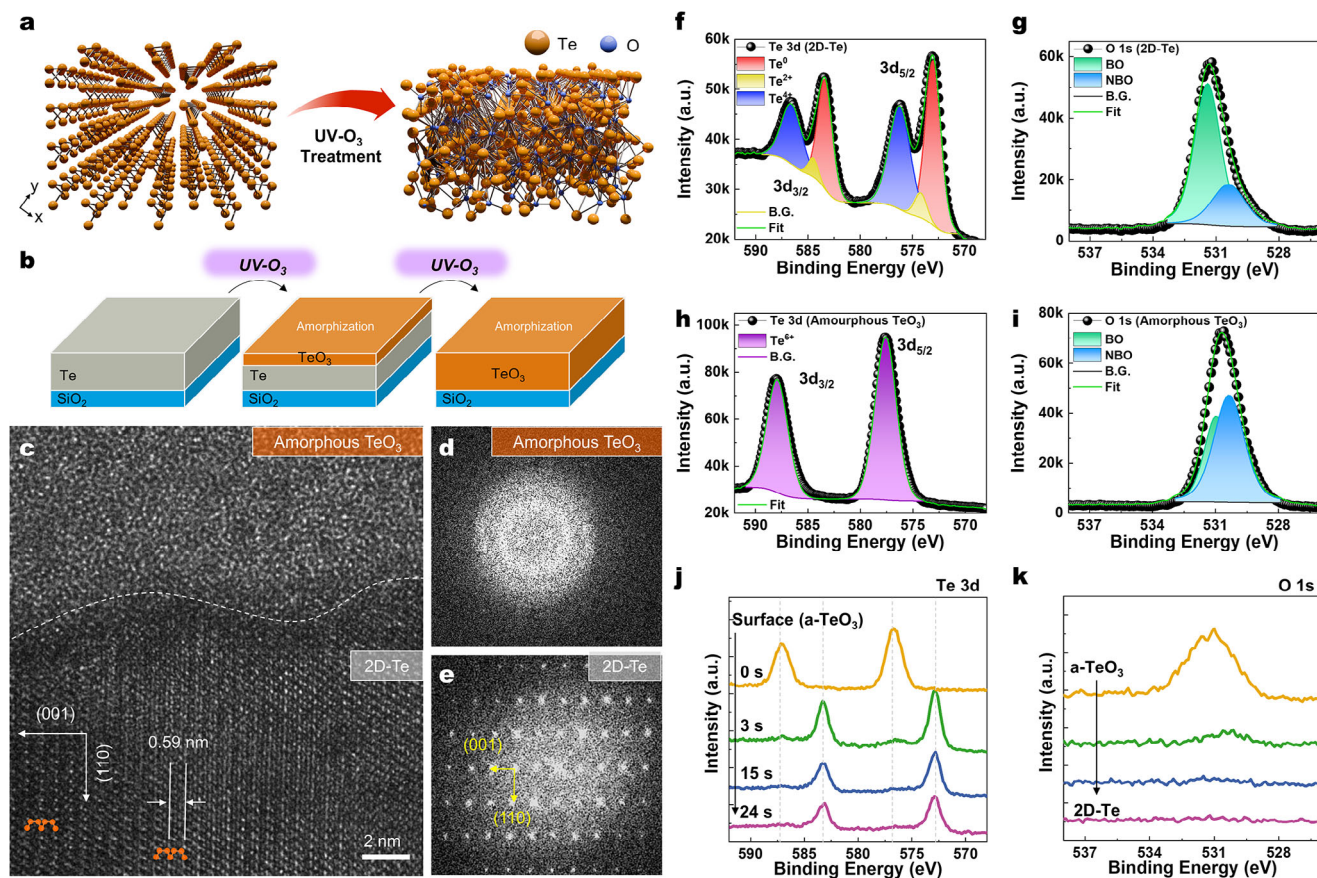 a
Te
O
UV-O₃
Treatment
y
x
b
UV-O₃
UV-O₃
Amorphization
Amorphization
TeO₃
TeO₃
Te
Te
SiO₂
SiO₂
SiO₂
c
Amorphous TeO₃
2D-Te
(001)
(1̄10)
0.59 nm
2 nm
d
Amorphous TeO₃
e
2D-Te
(001)
(1̄10)
f
Te 3d (2D-Te)
Te⁰
Te²⁺
Te⁴⁺
3d₅/₂
3d₃/₂
B.G.
Fit
60k
50k
40k
30k
20k
Intensity (a.u.)
590 585 580 575 570
Binding Energy (eV)
g
O 1s (2D-Te)
BO
NBO
B.G.
Fit
60k
40k
20k
0
Intensity (a.u.)
537 534 531 528
Binding Energy (eV)
h
Te 3d (Amourphous TeO₃)
Te⁶⁺
B.G.
3d₅/₂
3d₃/₂
Fit
100k
80k
60k
40k
20k
Intensity (a.u.)
590 585 580 575 570
Binding Energy (eV)
i
O 1s (Amorphous TeO₃)
BO
NBO
B.G.
Fit
80k
60k
40k
20k
0
Intensity (a.u.)
537 534 531 528
Binding Energy (eV)
j
Te 3d
Surface (a-TeO₃)
0 s
3 s
15 s
24 s
Intensity (a.u.)
590 585 580 575 570
Binding Energy (eV)
k
O 1s
a-TeO₃
2D-Te
Intensity (a.u.)
537 534 531 528
Binding Energy (eV)